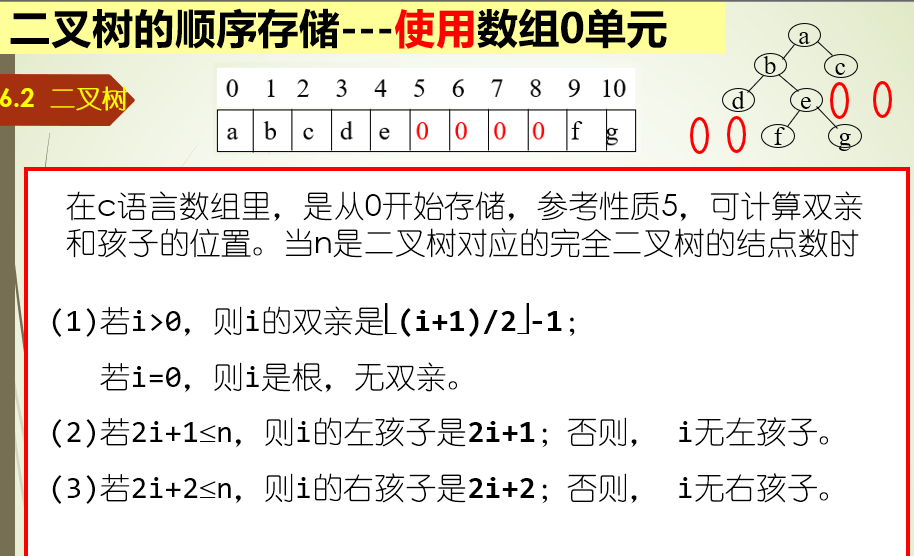 二叉树的顺序存储---使用数组0单元
6.2 二叉树
0 1 2 3 4 5 6 7 8 9 10
a b c d e 0 0 0 0 f g
a
b c
d e 0 0
0 0 f g
在c语言数组里，是从0开始存储，参考性质5，可计算双亲
和孩子的位置。当n是二叉树对应的完全二叉树的结点数时
(1)若i>0，则i的双亲是⌊(i+1)/2⌋-1；
若i=0，则i是根，无双亲。
(2)若2i+1≤n，则i的左孩子是2i+1；否则， i无左孩子。
(3)若2i+2≤n，则i的右孩子是2i+2；否则， i无右孩子。